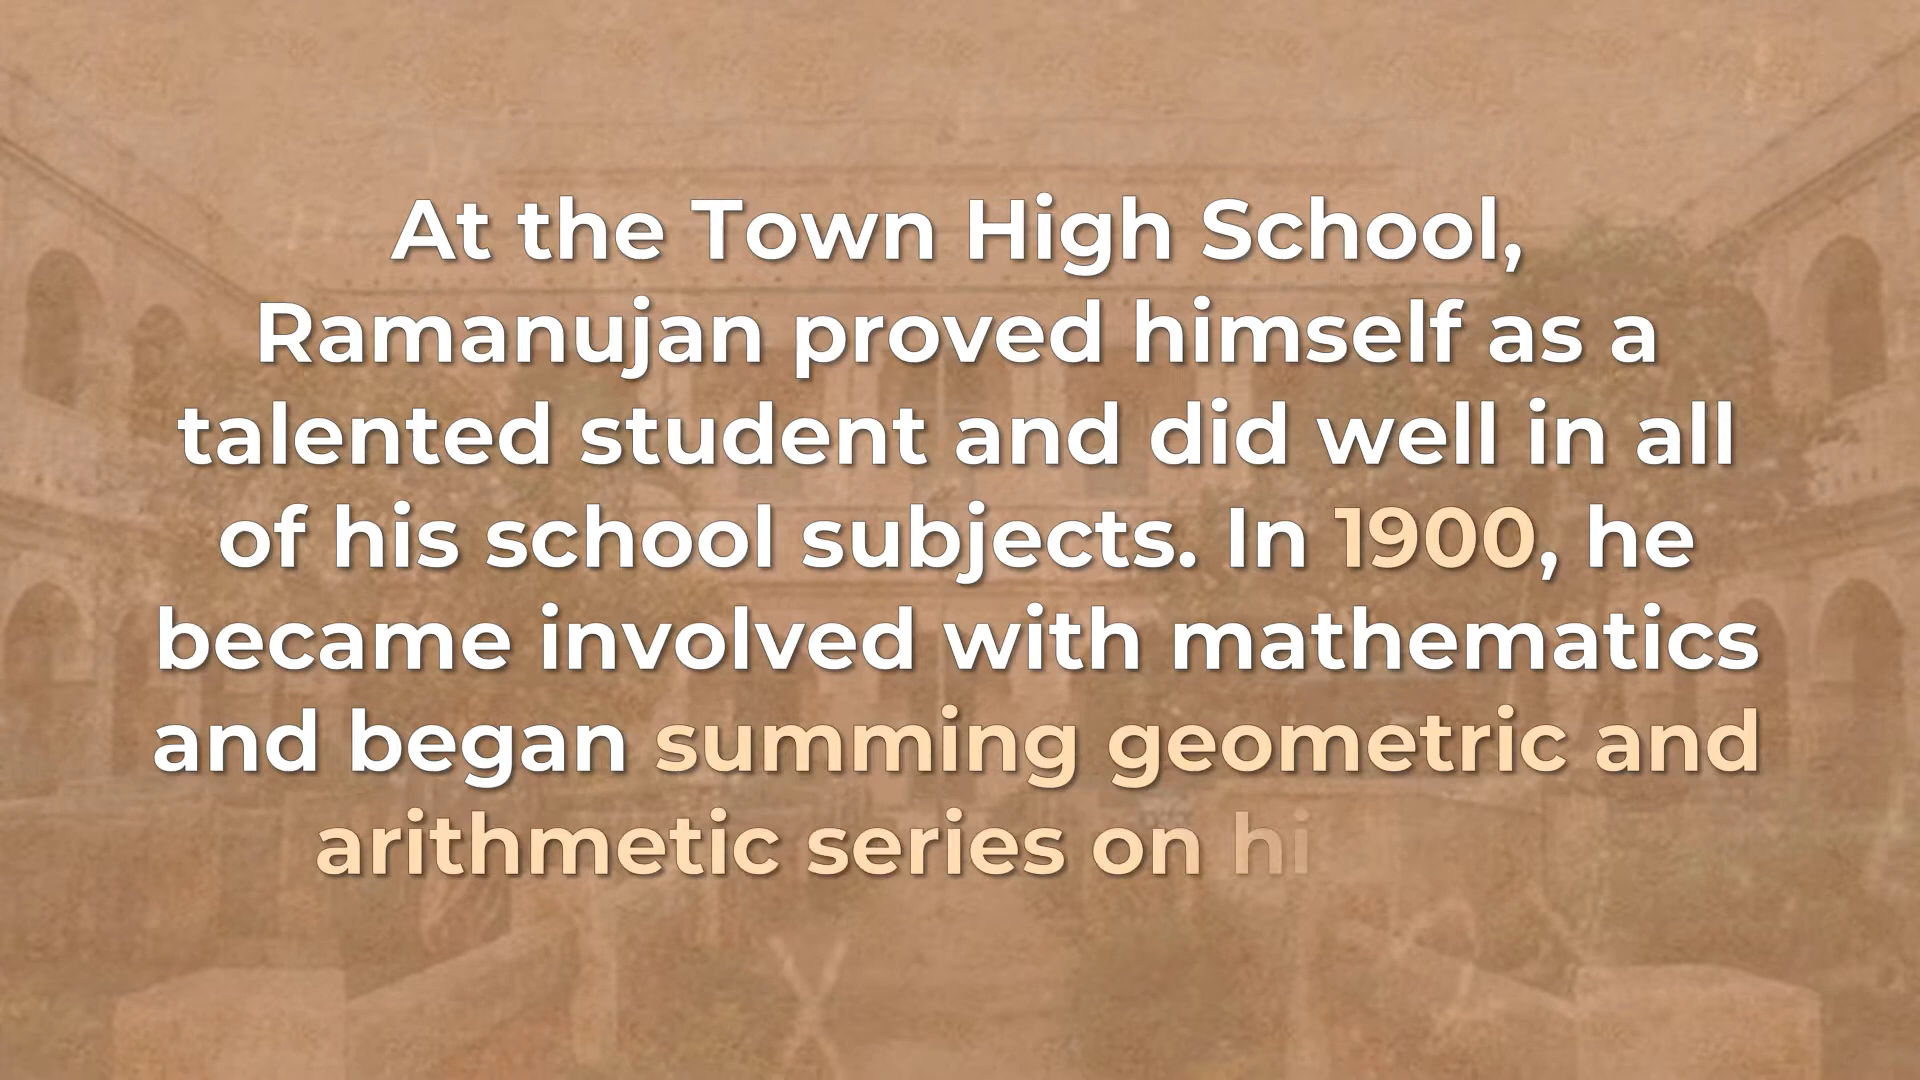 At the Town High School,
Ramanujan proved himself as a
talented student and did well in all
of his school subjects. In 1900, he
became involved with mathematics
and began summing geometric and
arithmetic series on hi